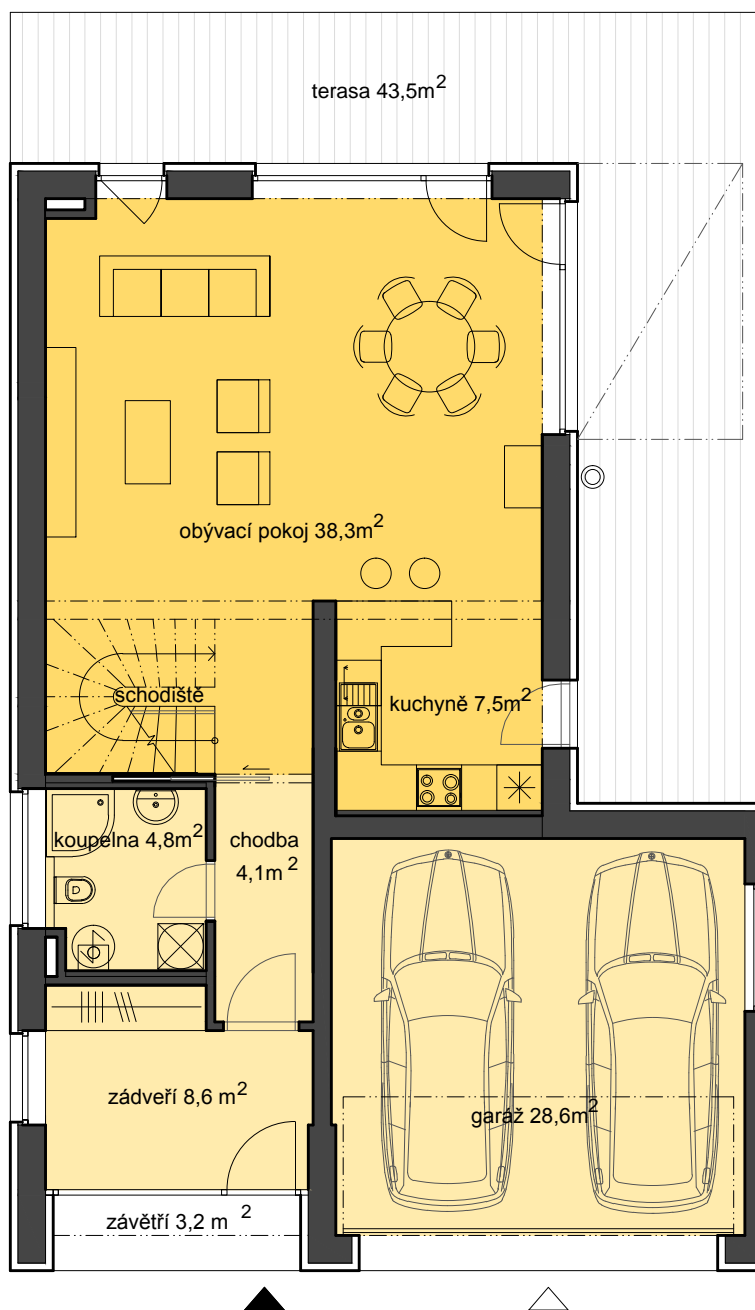 terasa 43,5m²
obývací pokoj 38,3m²
schodiště
kuchyně 7,5m²
koupelna 4,8m²
chodba
4,1m²
zádveří 8,6 m²
garáž 28,6m²
závětří 3,2 m ²